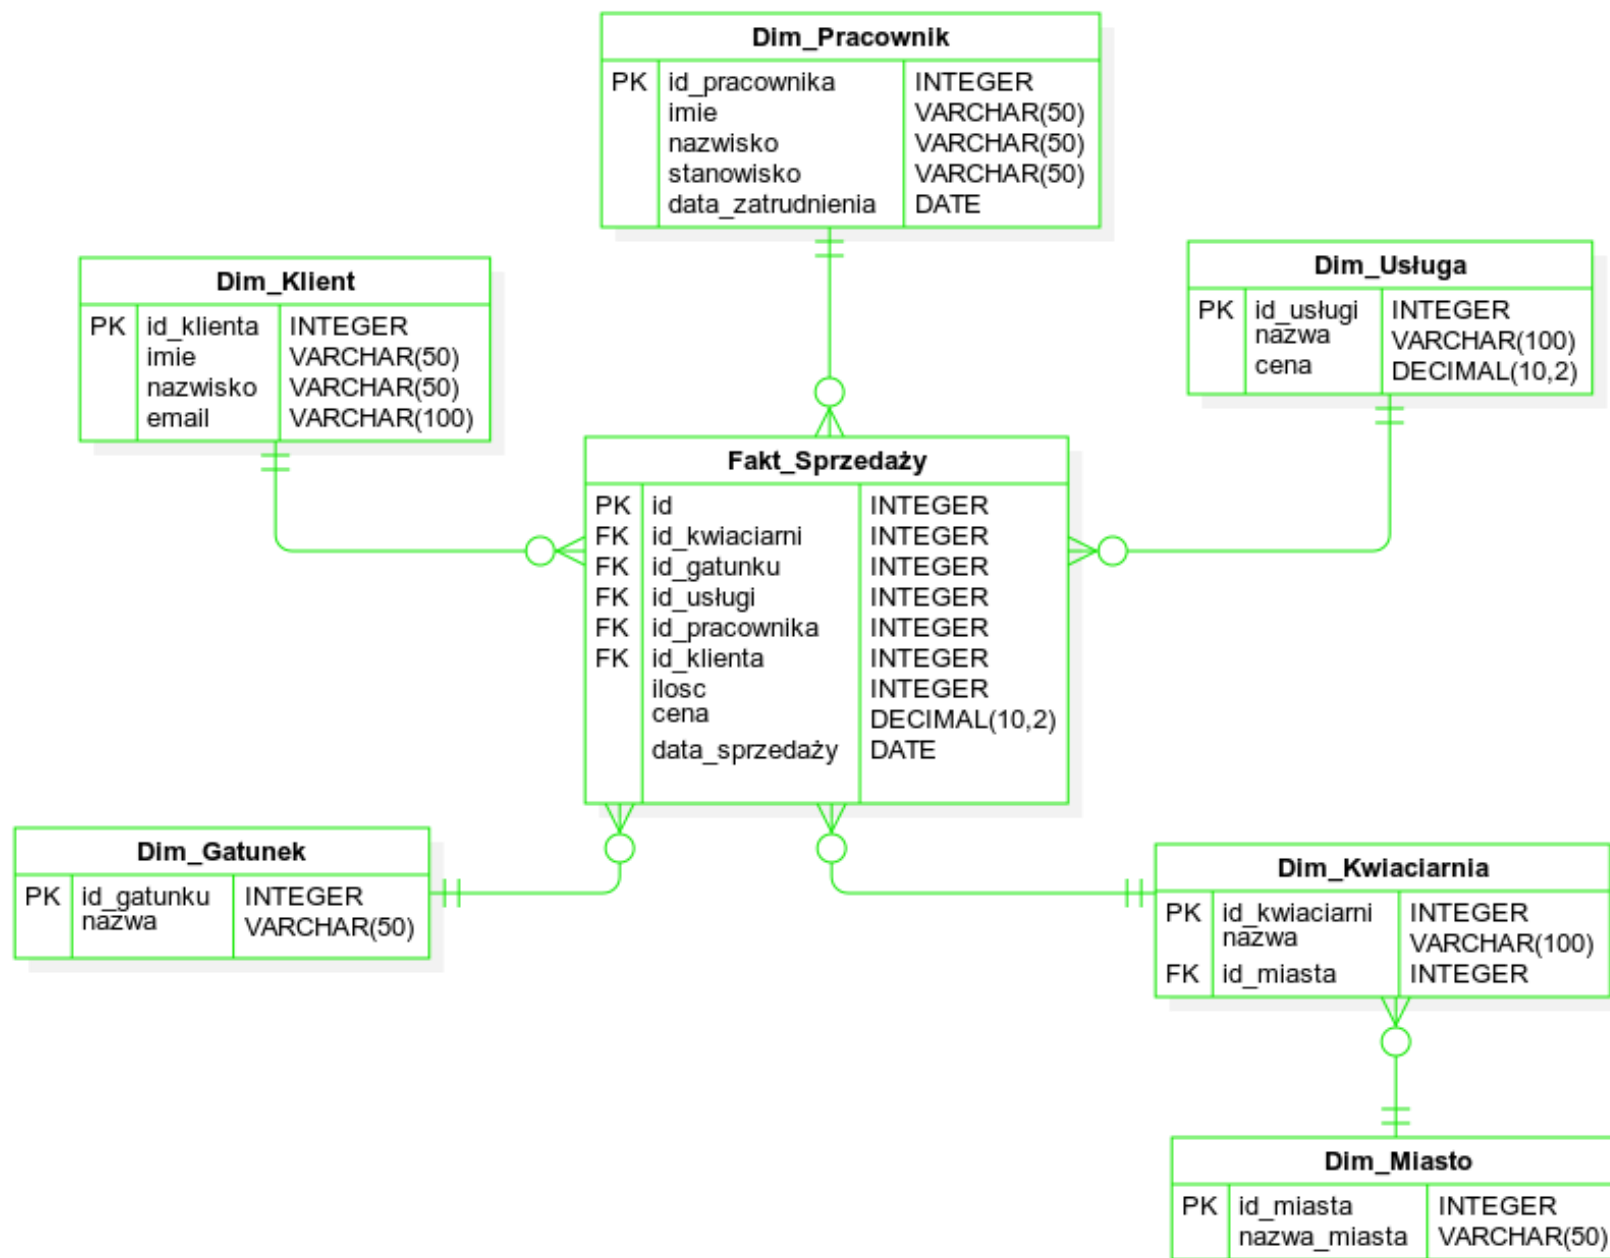 Dim_Pracownik
PK id_pracownika INTEGER
imie VARCHAR(50)
nazwisko VARCHAR(50)
stanowisko VARCHAR(50)
data_zatrudnienia DATE
Dim_Klient
PK id_klienta INTEGER
imie VARCHAR(50)
nazwisko VARCHAR(50)
email VARCHAR(100)
Dim_Usługa
PK id_usługi INTEGER
nazwa VARCHAR(100)
cena DECIMAL(10,2)
Fakt_Sprzedaży
PK id INTEGER
FK id_kwiaciarni INTEGER
FK id_gatunku INTEGER
FK id_usługi INTEGER
FK id_pracownika INTEGER
FK id_klienta INTEGER
ilosc INTEGER
cena DECIMAL(10,2)
data_sprzedaży DATE
Dim_Gatunek
PK id_gatunku INTEGER
nazwa VARCHAR(50)
Dim_Kwiaciarnia
PK id_kwiaciarni INTEGER
nazwa VARCHAR(100)
FK id_miasta INTEGER
Dim_Miasto
PK id_miasta INTEGER
nazwa_miasta VARCHAR(50)